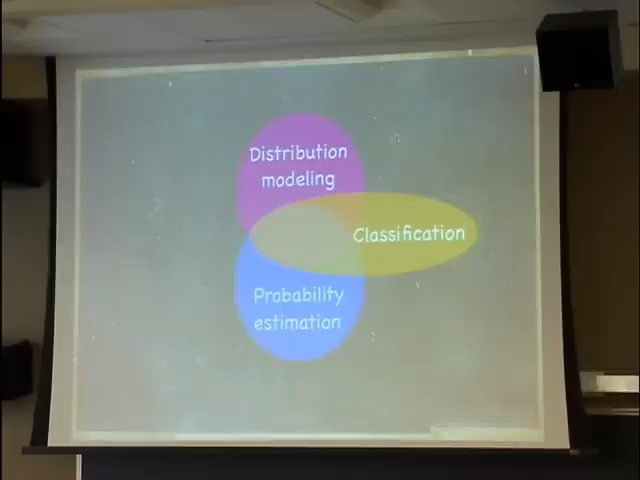 Distribution
modeling
Classification
Probability
estimation